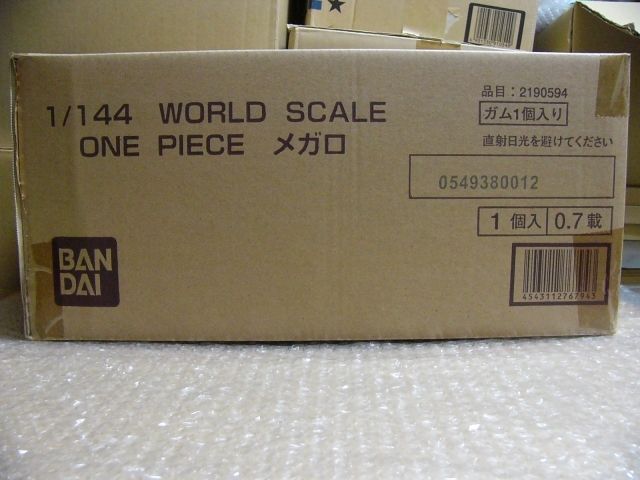 1/144 WORLD SCALE
ONE PIECE メガロ
品目：2190594
ガム1個入り
直射日光を避けてください
0549380012
1個入 0.7載
BAN
DAI
4543112767943